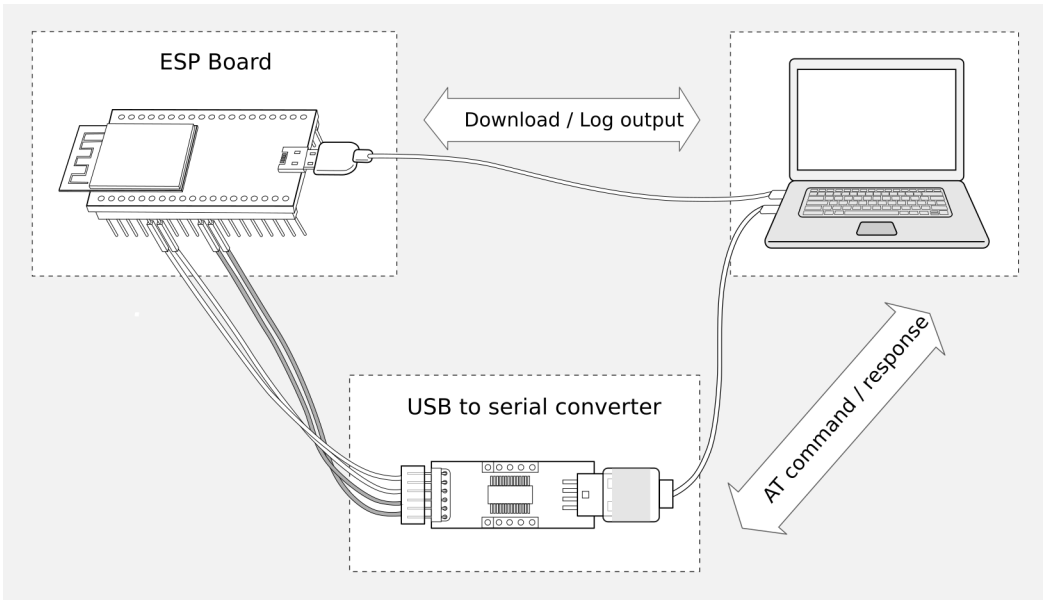 ESP Board
Download / Log output
USB to serial converter
AT command / response